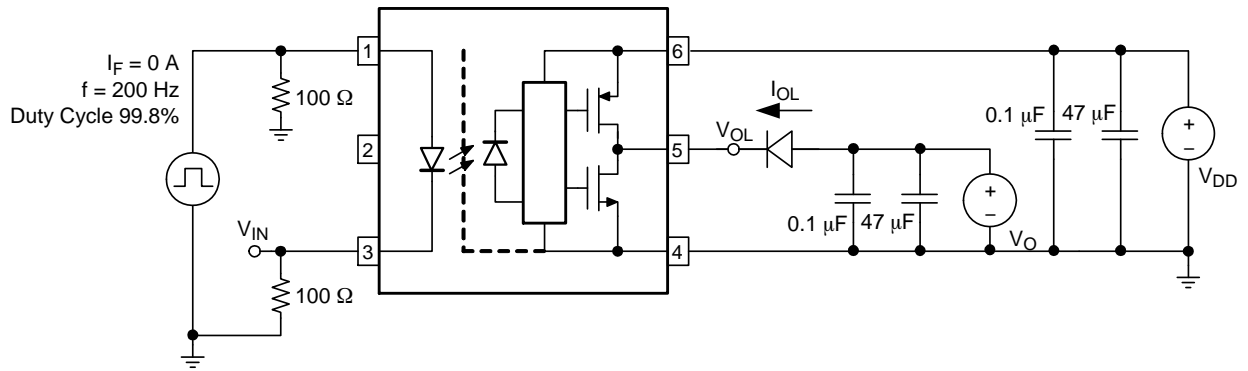 I_F = 0 A
f = 200 Hz
Duty Cycle 99.8%
100 Ω
V_IN
100 Ω
1
2
3
6
5
4
I_OL
V_OL
0.1 μF
47 μF
+
−
V_O
0.1 μF
47 μF
+
−
V_DD